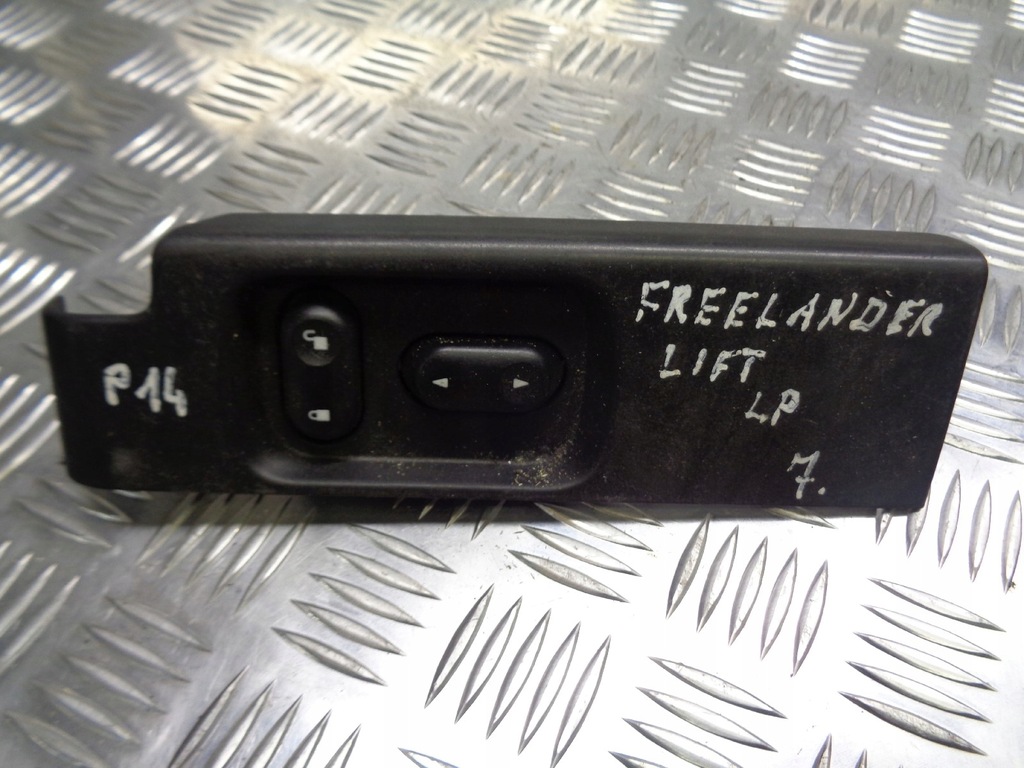 P14
FREELANDER
LIFT
LP
7.